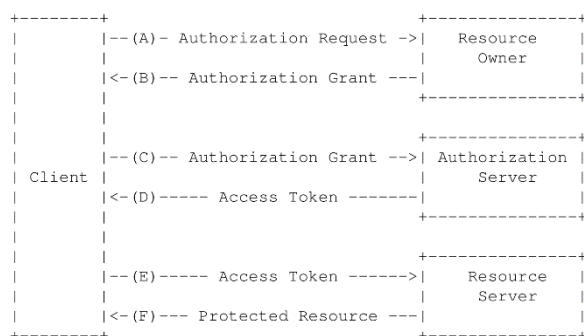 +--------+                               +---------------+
|        |--(A)- Authorization Request ->|   Resource    |
|        |                               |     Owner     |
|        |<-(B)-- Authorization Grant ---|               |
|        |                               +---------------+
|        |
|        |                               +---------------+
|        |--(C)-- Authorization Grant -->| Authorization |
| Client |                               |     Server    |
|        |<-(D)----- Access Token -------|               |
|        |                               +---------------+
|        |
|        |                               +---------------+
|        |--(E)----- Access Token ------>|    Resource   |
|        |                               |     Server    |
|        |<-(F)--- Protected Resource ---|               |
+--------+                               +---------------+